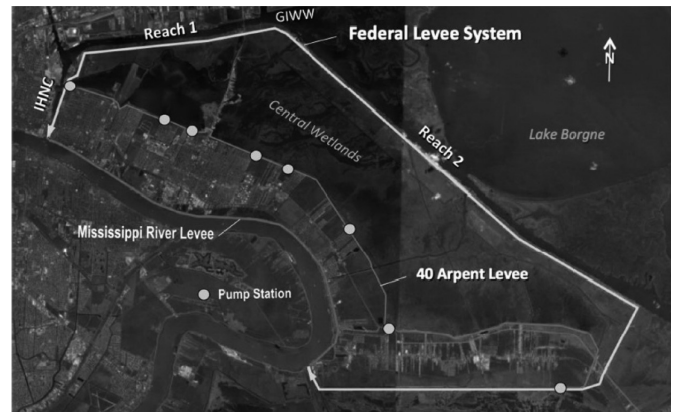 GIWW
Reach 1
Federal Levee System
N
IHNC
Central Wetlands
Lake Borgne
Reach 2
Mississippi River Levee
40 Arpent Levee
Pump Station